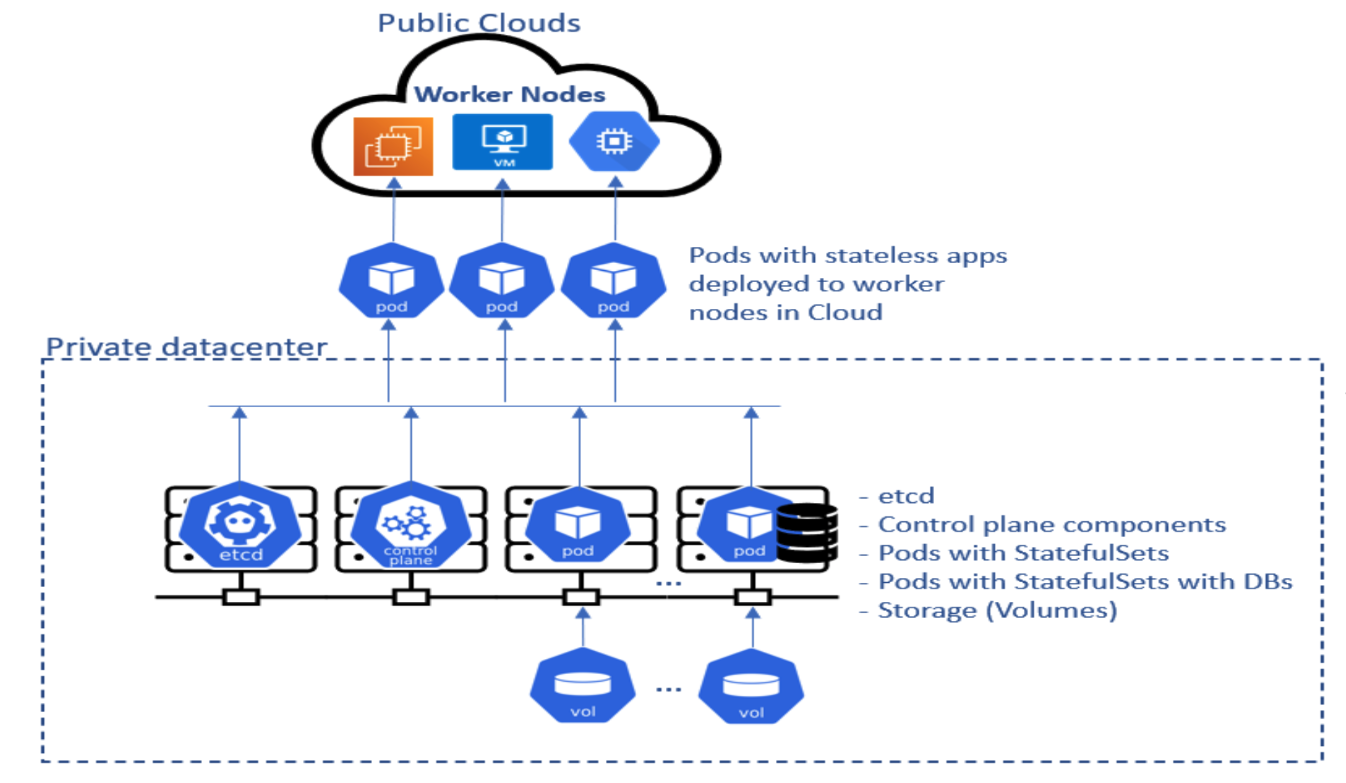 Public Clouds
Worker Nodes
VM
pod
pod
pod
Pods with stateless apps
deployed to worker
nodes in Cloud
Private datacenter
etcd
control
plane
pod
pod
...
- etcd
- Control plane components
- Pods with StatefulSets
- Pods with StatefulSets with DBs
- Storage (Volumes)
vol
...
vol